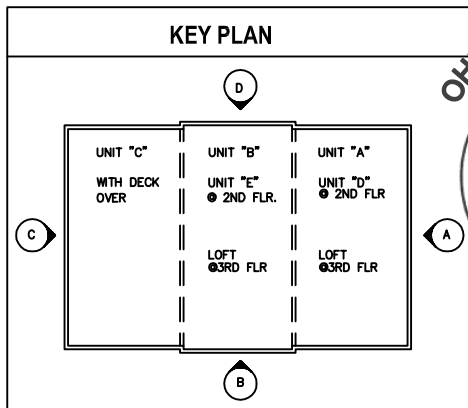 KEY PLAN
D
UNIT "C"
WITH DECK
OVER
UNIT "B"
UNIT "E"
@ 2ND FLR.
LOFT
@3RD FLR
UNIT "A"
UNIT "D"
@ 2ND FLR
LOFT
@3RD FLR
C
A
B
OH